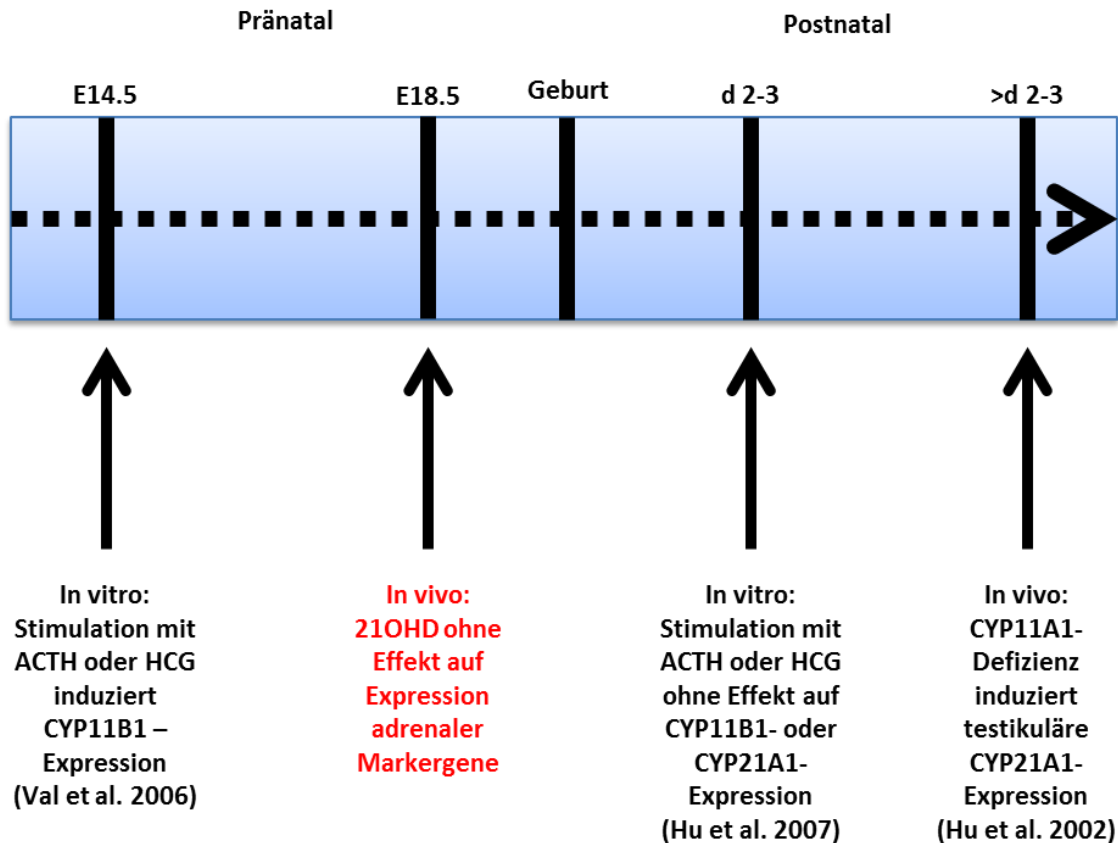 Pränatal
Postnatal
E14.5
E18.5
Geburt
d 2-3
>d 2-3
In vitro:
Stimulation mit
ACTH oder HCG
induziert
CYP11B1 –
Expression
(Val et al. 2006)
In vivo:
21OHD ohne
Effekt auf
Expression
adrenaler
Markergene
In vitro:
Stimulation mit
ACTH oder HCG
ohne Effekt auf
CYP11B1- oder
CYP21A1-
Expression
(Hu et al. 2007)
In vivo:
CYP11A1-
Defizienz
induziert
testikuläre
CYP21A1-
Expression
(Hu et al. 2002)